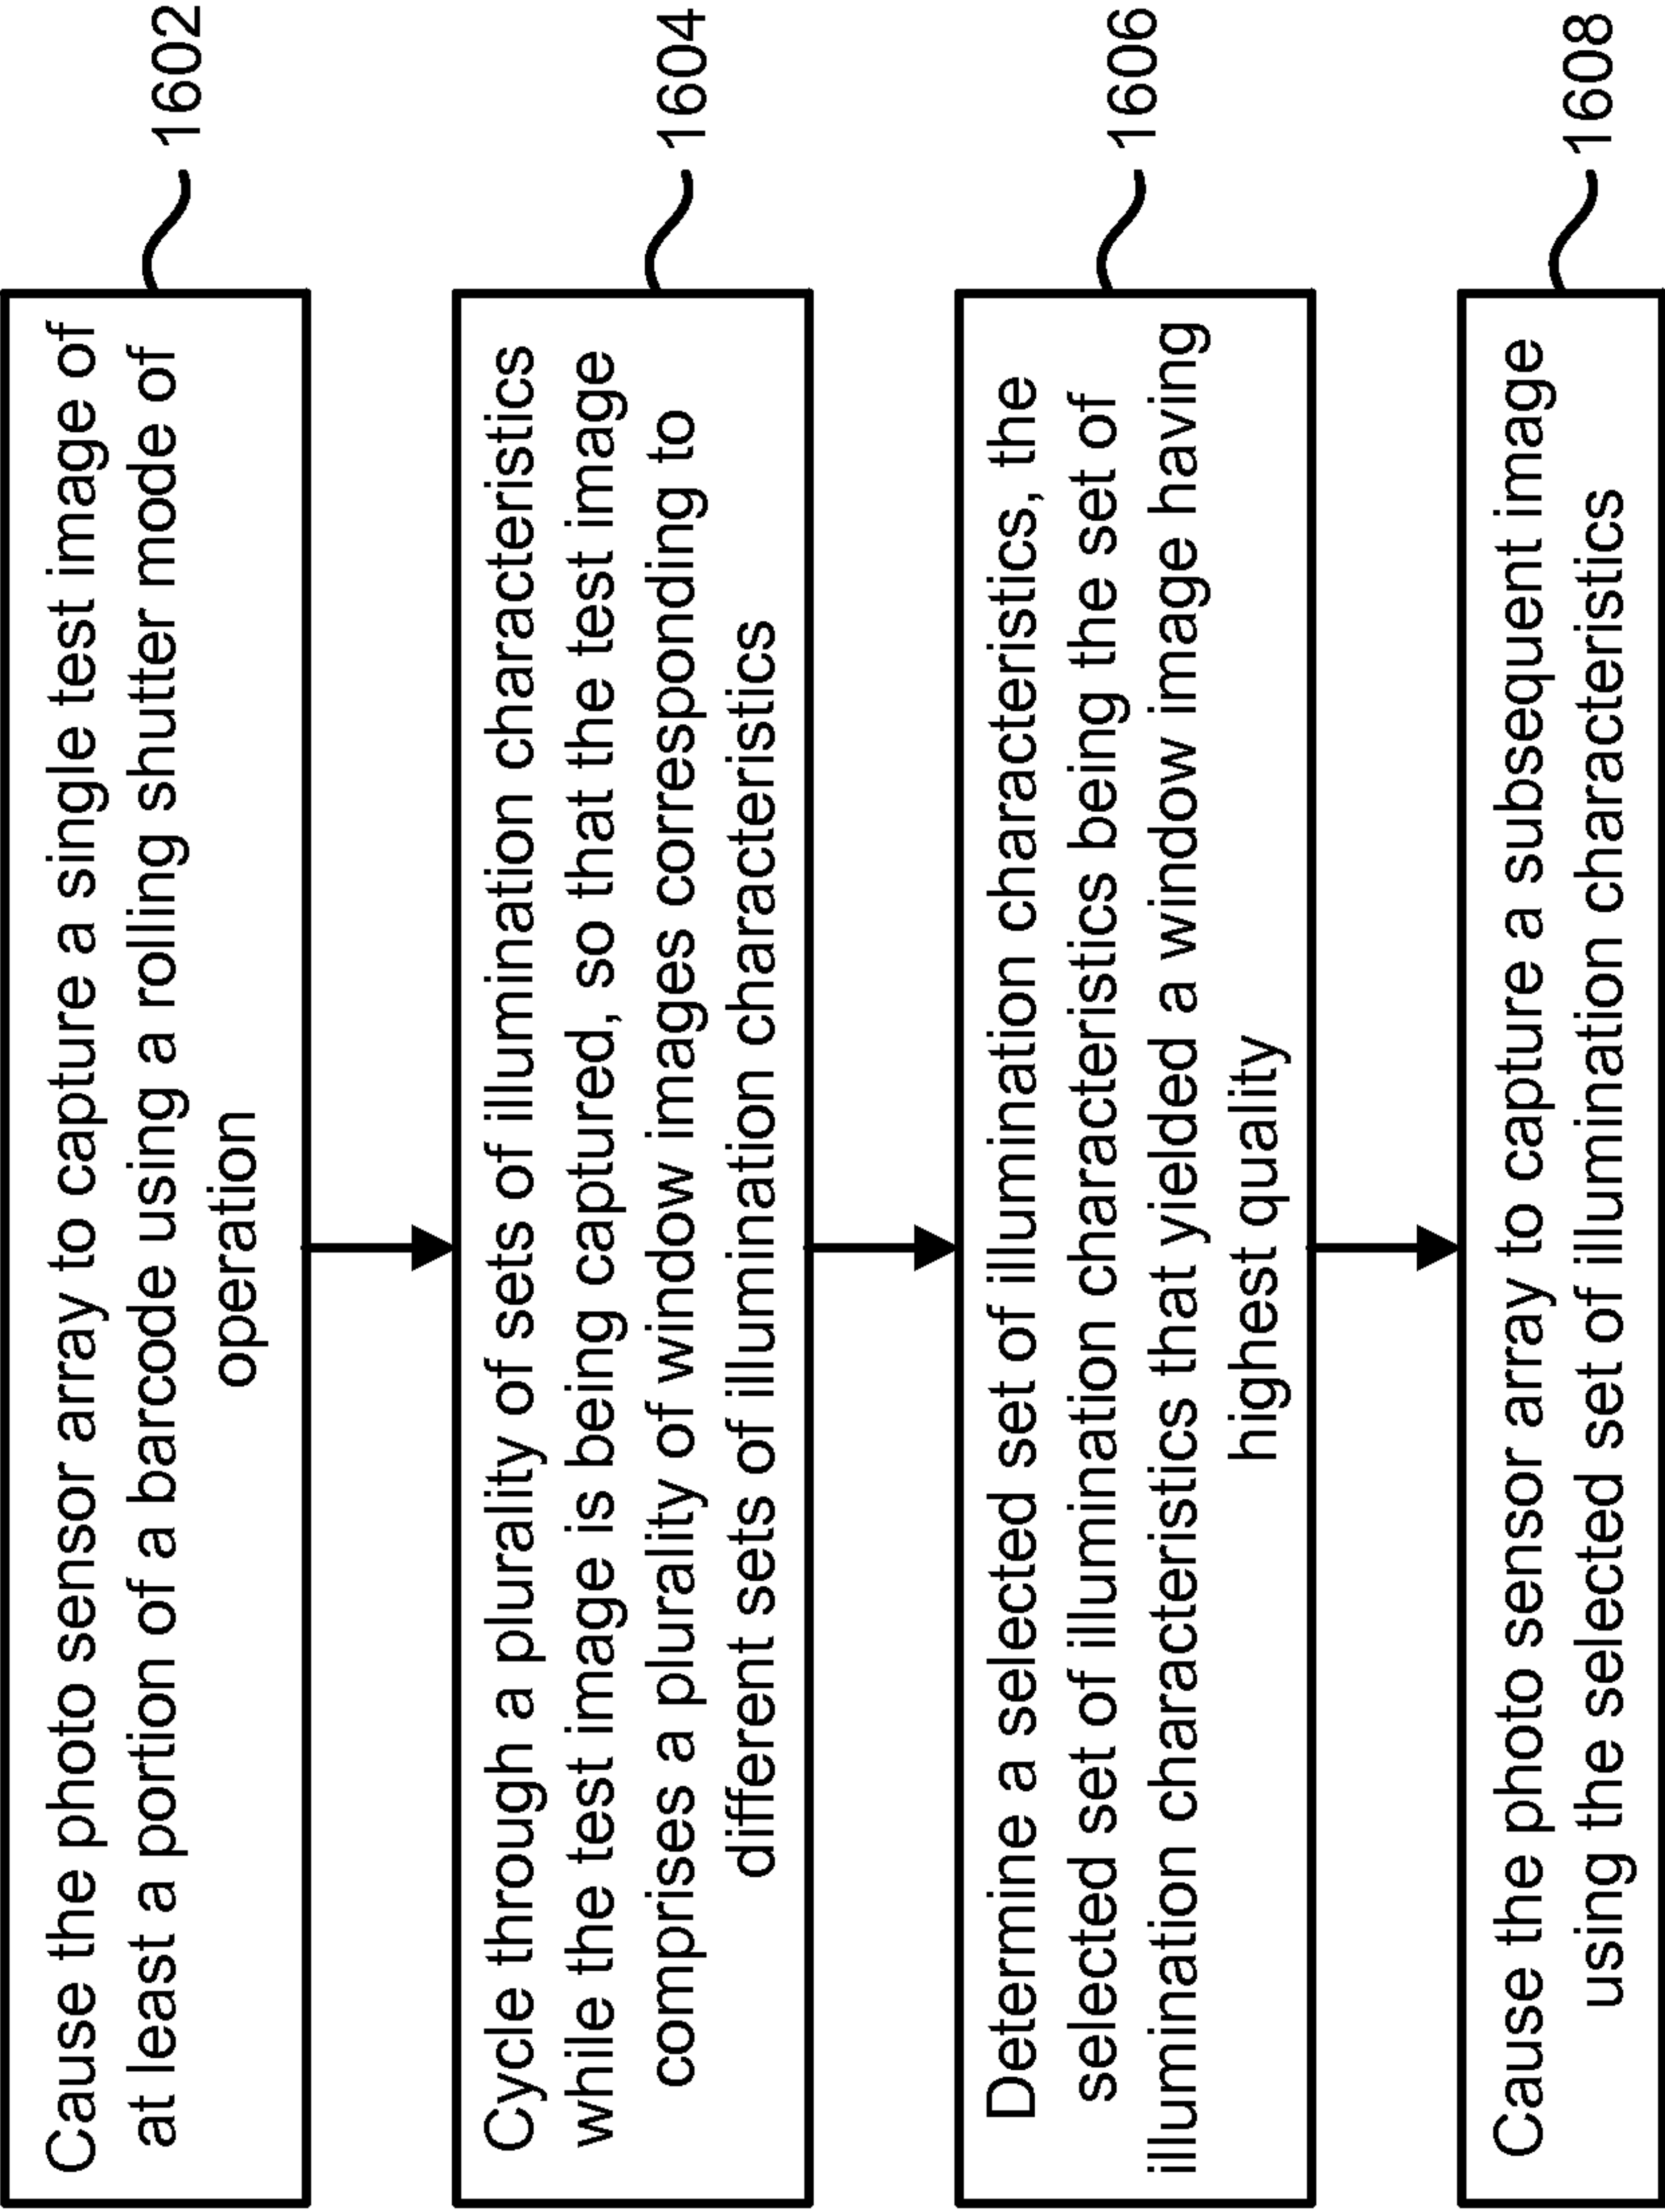 Cause the photo sensor array to capture a single test image of
at least a portion of a barcode using a rolling shutter mode of
operation
1602
Cycle through a plurality of sets of illumination characteristics
while the test image is being captured, so that the test image
comprises a plurality of window images corresponding to
different sets of illumination characteristics
1604
Determine a selected set of illumination characteristics, the
selected set of illumination characteristics being the set of
illumination characteristics that yielded a window image having
highest quality
1606
Cause the photo sensor array to capture a subsequent image
using the selected set of illumination characteristics
1608